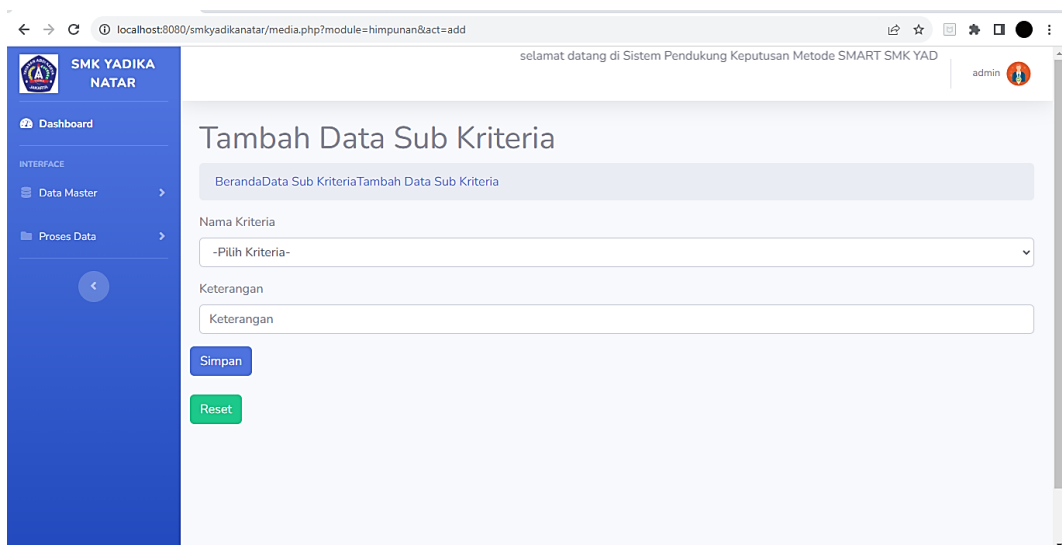 localhost:8080/smkyadikanatar/media.php?module=himpunan&act=add
SMK YADIKA
NATAR
selamat datang di Sistem Pendukung Keputusan Metode SMART SMK YAD
admin
Dashboard
INTERFACE
Data Master
Proses Data
Tambah Data Sub Kriteria
BerandaData Sub KriteriaTambah Data Sub Kriteria
Nama Kriteria
-Pilih Kriteria-
Keterangan
Keterangan
Simpan
Reset